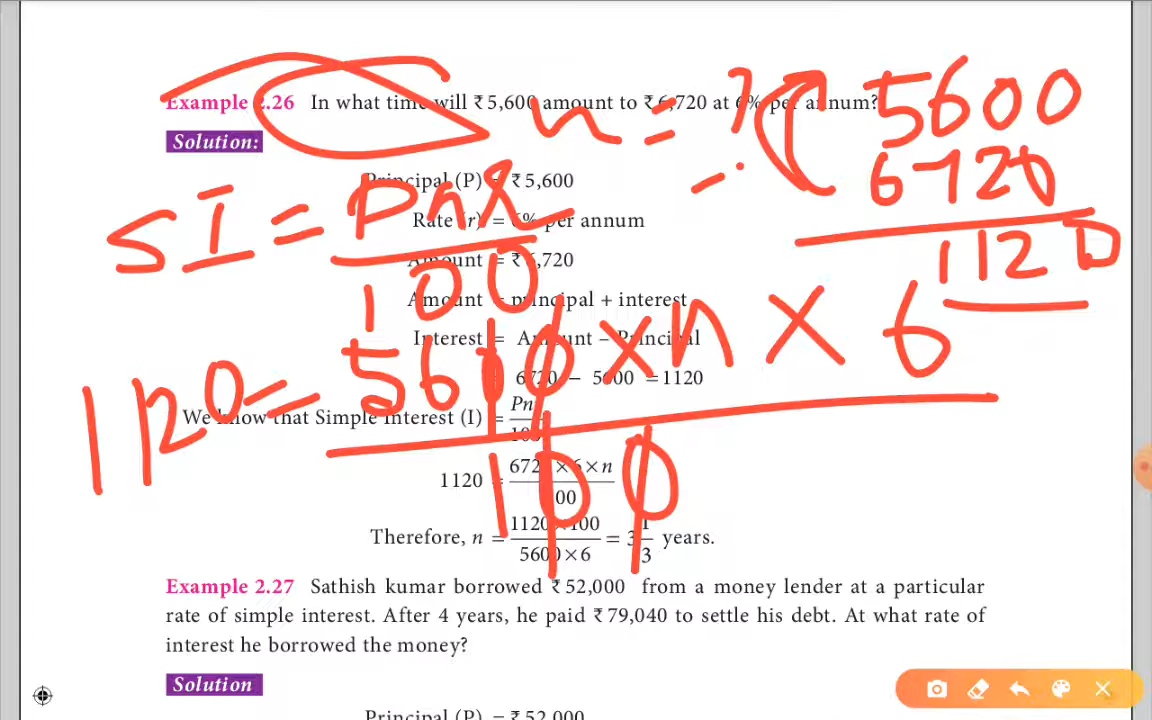 Example 2.26 In what time will ₹5,600 amount to ₹6,720 at 6% per annum?
n = ?
5600
Solution:
Principal (P) = ₹5,600
6720
SI = Pnr
Rate (r) = 6% per annum
1120
100
Amount = ₹6,720
Amount = principal + interest
Interest = Amount – Principal
1120 = 5600 × n × 6
100
= 6720 – 5600 = 1120
We know that Simple Interest (I) = Pn
1120 = 6720 × 6 × n
100
Therefore, n = 1120×100
5600×6
= 3 1
3
years.
Example 2.27 Sathish kumar borrowed ₹52,000 from a money lender at a particular
rate of simple interest. After 4 years, he paid ₹79,040 to settle his debt. At what rate of
interest he borrowed the money?
Solution
Principal (P) = ₹52,000